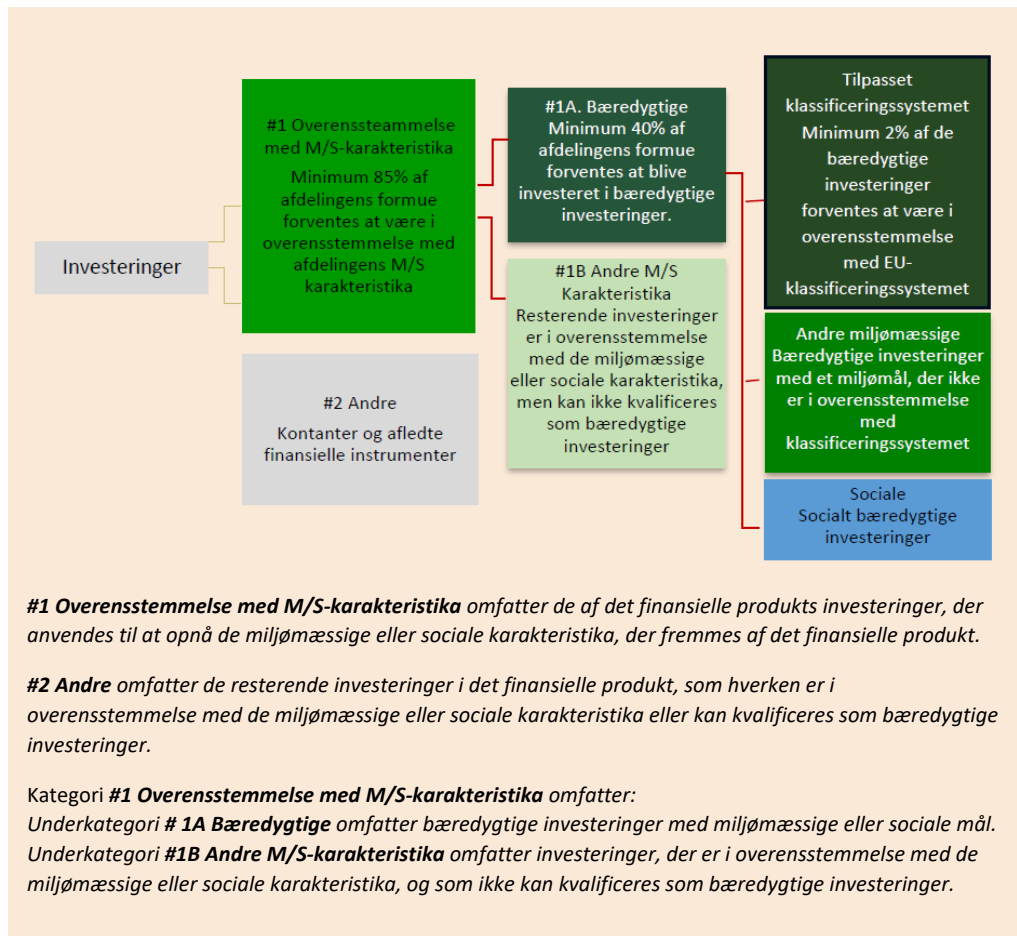 Investeringer
#1 Overenssteammelse
med M/S-karakteristika
Minimum 85% af
afdelingens formue
forventes at være i
overensstemmelse med
afdelingens M/S
karakteristika
#2 Andre
Kontanter og afledte
finansielle instrumenter
#1A. Bæredygtige
Minimum 40% af
afdelingens formue
forventes at blive
investeret i bæredygtige
investeringer.
#1B Andre M/S
Karakteristika
Resterende investeringer
er i overensstemmelse
med de miljømæssige
eller sociale karakteristika,
men kan ikke kvalificeres
som bæredygtige
investeringer
Tilpasset
klassificeringssystemet
Minimum 2% af de
bæredygtige
investeringer
forventes at være i
overensstemmelse
med EU-
klassificeringssystemet
Andre miljømæssige
Bæredygtige investeringer
med et miljømål, der ikke
er i overensstemmelse
med
klassificeringssystemet
Sociale
Socialt bæredygtige
investeringer
#1 Overensstemmelse med M/S-karakteristika omfatter de af det finansielle produkts investeringer, der
anvendes til at opnå de miljømæssige eller sociale karakteristika, der fremmes af det finansielle produkt.
#2 Andre omfatter de resterende investeringer i det finansielle produkt, som hverken er i
overensstemmelse med de miljømæssige eller sociale karakteristika eller kan kvalificeres som bæredygtige
investeringer.
Kategori #1 Overensstemmelse med M/S-karakteristika omfatter:
Underkategori # 1A Bæredygtige omfatter bæredygtige investeringer med miljømæssige eller sociale mål.
Underkategori #1B Andre M/S-karakteristika omfatter investeringer, der er i overensstemmelse med de
miljømæssige eller sociale karakteristika, og som ikke kan kvalificeres som bæredygtige investeringer.